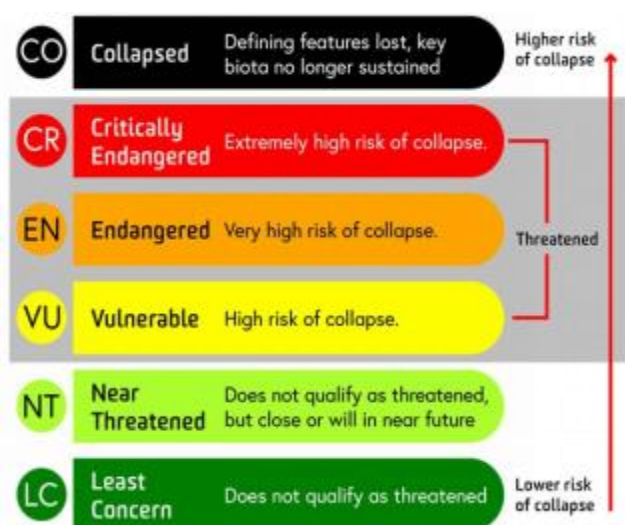 CO
Collapsed
Defining features lost, key
biota no longer sustained
Higher risk
of collapse
CR
Critically
Endangered
Extremely high risk of collapse.
EN
Endangered
Very high risk of collapse.
Threatened
VU
Vulnerable
High risk of collapse.
NT
Near
Threatened
Does not qualify as threatened,
but close or will in near future
LC
Least
Concern
Does not qualify as threatened
Lower risk
of collapse